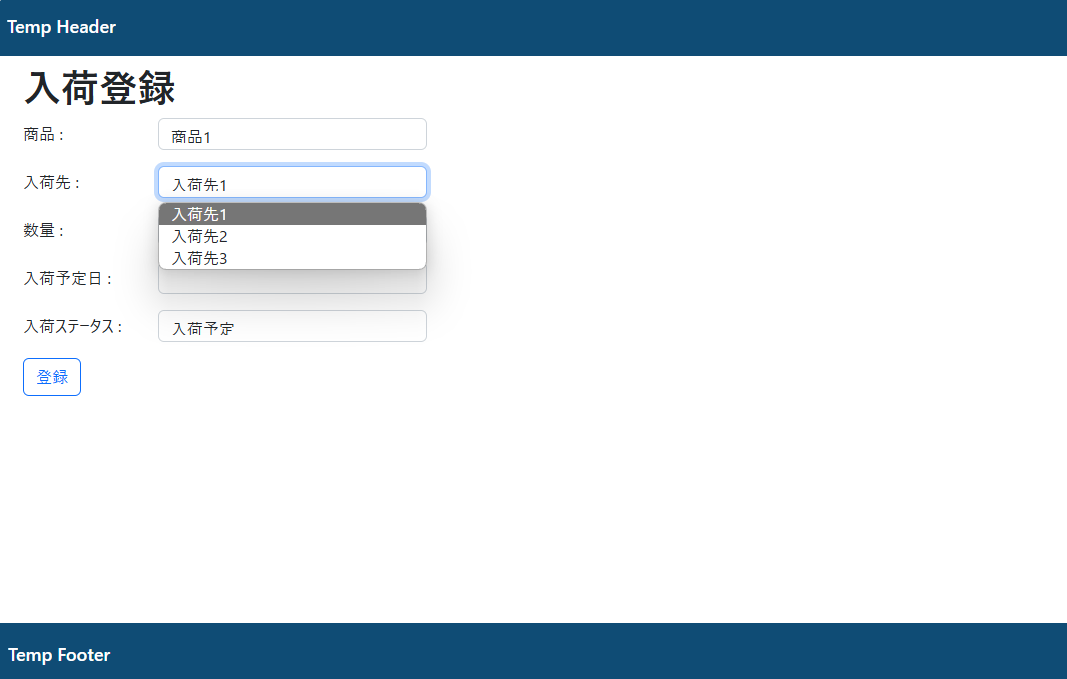 Temp Header
入荷登録
商品 :
商品1
入荷先 :
入荷先1
入荷先1
入荷先2
入荷先3
数量 :
入荷予定日 :
入荷ステータス :
入荷予定
登録
Temp Footer